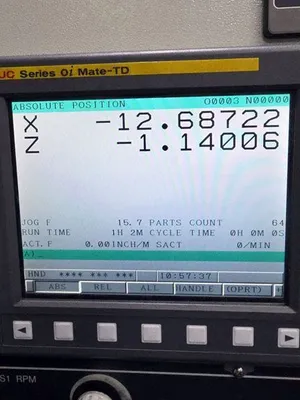 UC Series 0i Mate-TD
ABSOLUTE POSITION O0003 N00000
X -12.68722
Z -1.14006
JOG F 15.7 PARTS COUNT 64
RUN TIME 1H 2M CYCLE TIME 0H 0M 0S
ACT.F 0.00INCH/M SACT 0/MIN
A)_
HND **** *** *** 10:57:37
ABS REL ALL HANDLE (OPRT) +
S1 RPM